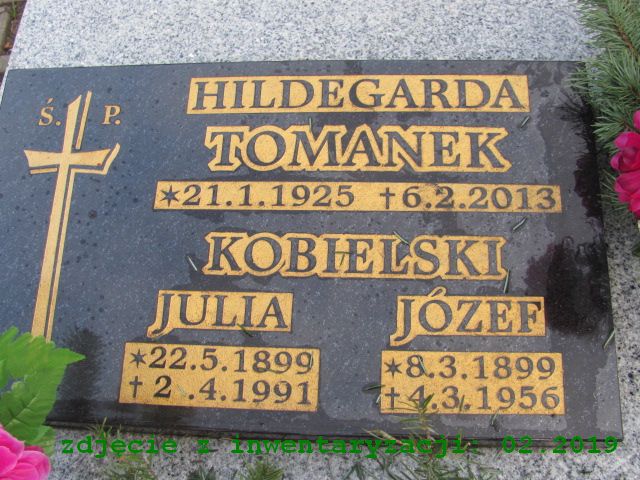 Ś. P.
HILDEGARDA
TOMANEK
*21.1.1925 †6.2.2013
KOBIELSKI
JULIA JÓZEF
*22.5.1899 *8.3.1899
†2 .4.1991 †4.3.1956
zdjęcie z inwentaryzacji: 02.2019